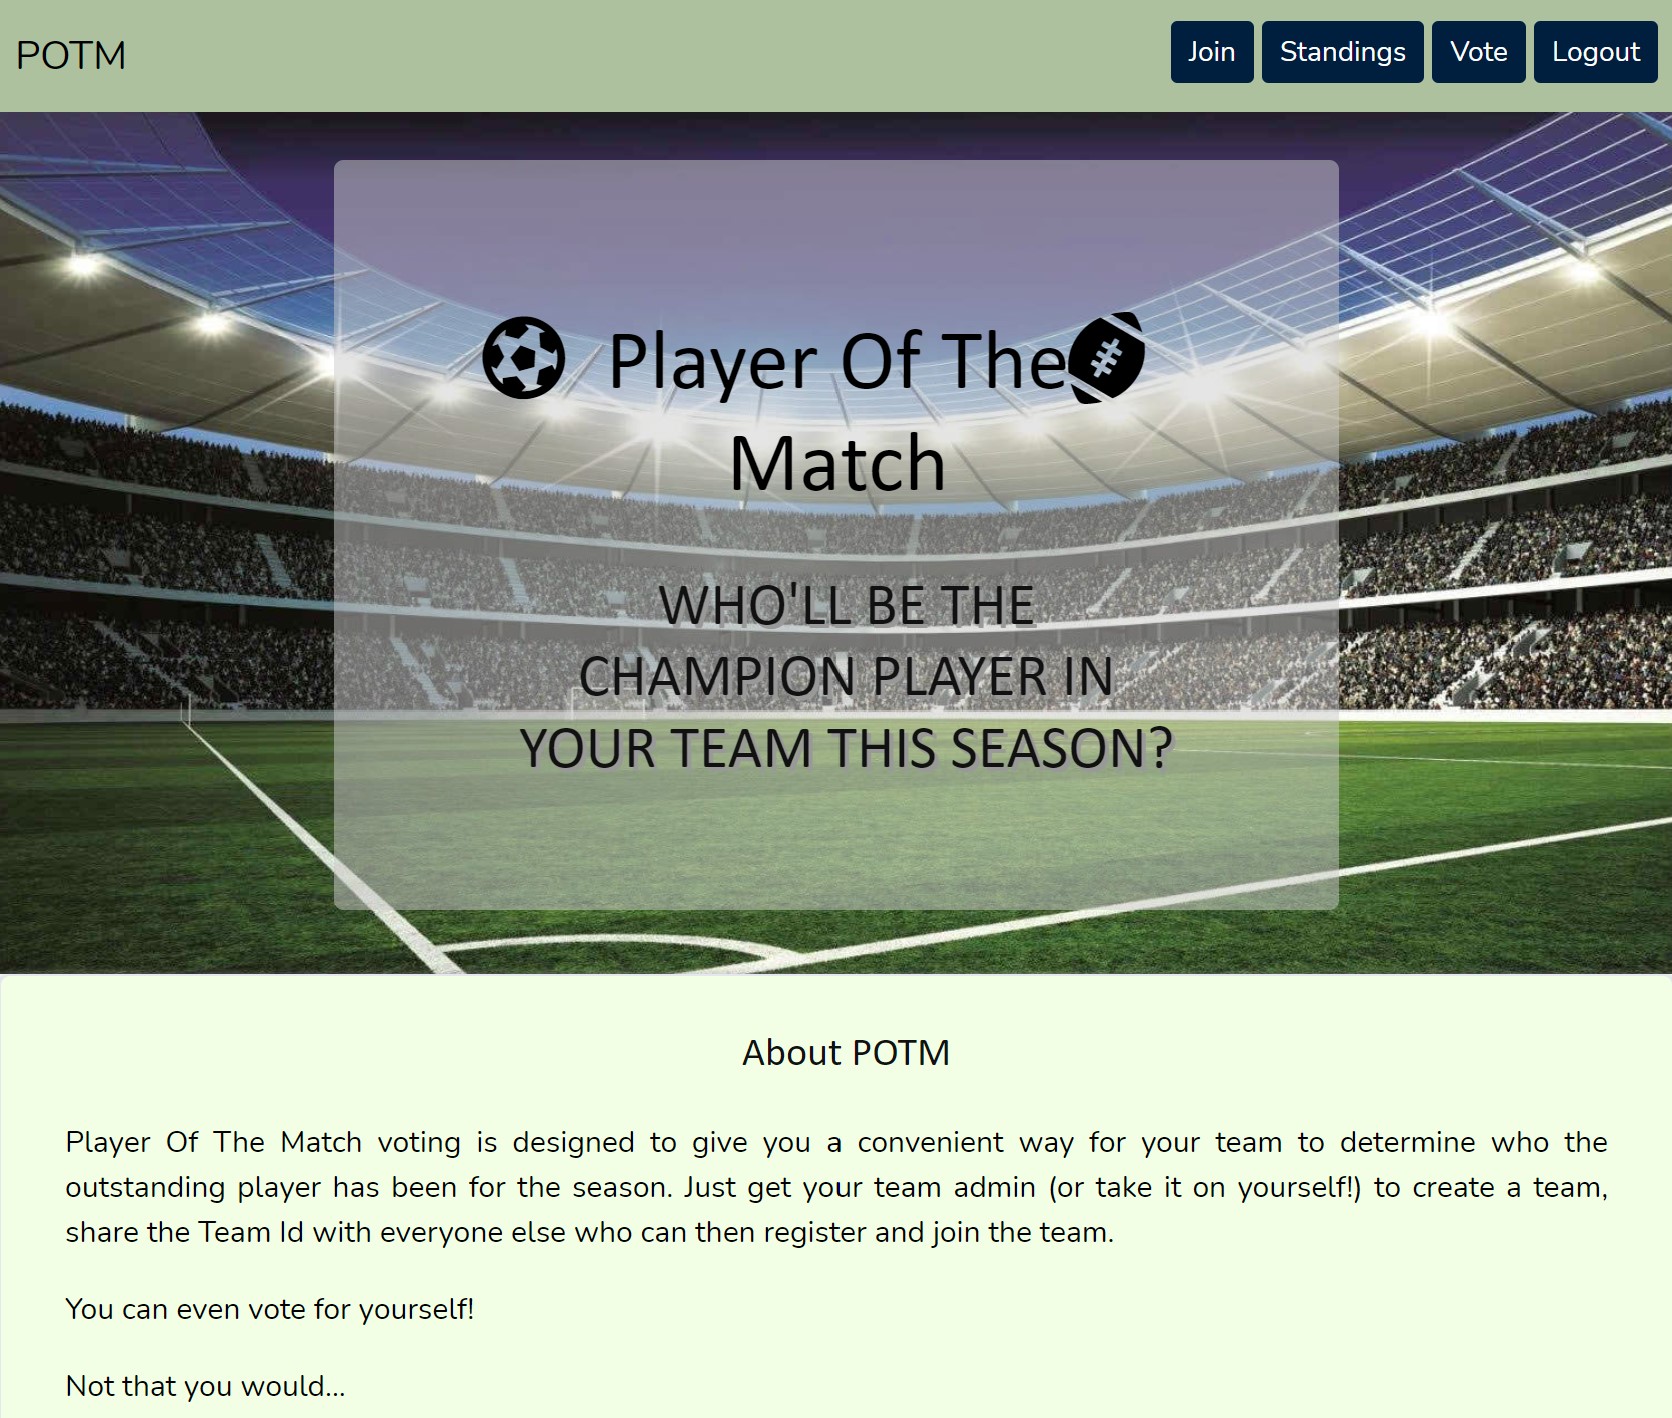 POTM
Join Standings Vote Logout
Player Of The
Match
WHO'LL BE THE
CHAMPION PLAYER IN
YOUR TEAM THIS SEASON?
About POTM
Player Of The Match voting is designed to give you a convenient way for your team to determine who the
outstanding player has been for the season. Just get your team admin (or take it on yourself!) to create a team,
share the Team Id with everyone else who can then register and join the team.
You can even vote for yourself!
Not that you would...